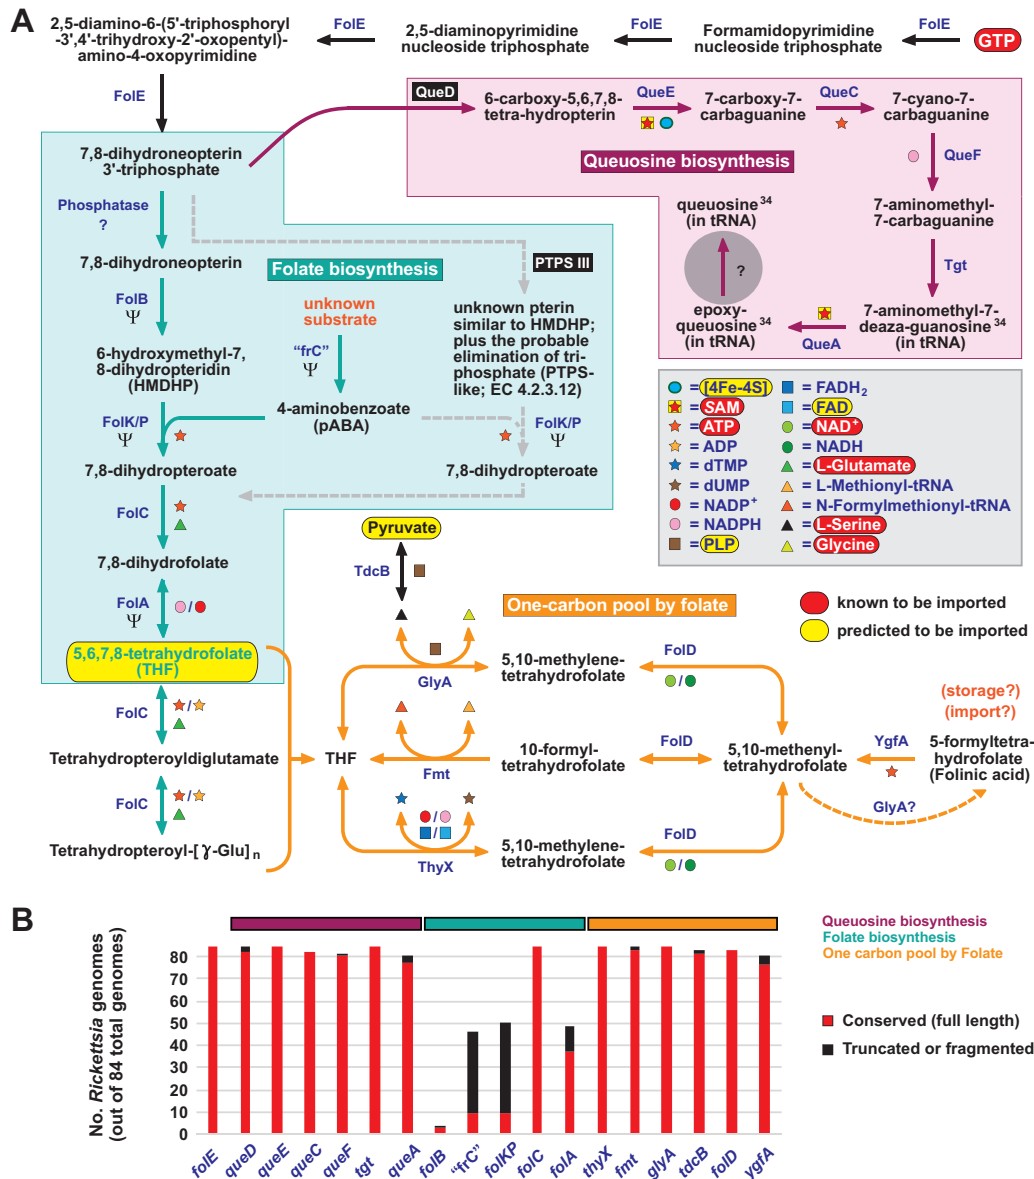 A
2,5-diamino-6-(5'-triphosphoryl
-3',4'-trihydroxy-2'-oxopentyl)-
amino-4-oxopyrimidine
FolE
2,5-diaminopyrimidine
nucleoside triphosphate
FolE
Formamidopyrimidine
nucleoside triphosphate
FolE
GTP
FolE
QueD
6-carboxy-5,6,7,8-
tetra-hydropterin
QueE
7-carboxy-7-
carbaguanine
QueC
7-cyano-7-
carbaguanine
Queuosine biosynthesis
QueF
7-aminomethyl-
7-carbaguanine
Tgt
7-aminomethyl-7-
deaza-guanosine 34
(in tRNA)
QueA
epoxy-
queuosine 34
(in tRNA)
?
queuosine 34
(in tRNA)
7,8-dihydroneopterin
3'-triphosphate
Phosphatase
?
7,8-dihydroneopterin
Folate biosynthesis
PTPS III
FolB
Ψ
unknown
substrate
"frC"
Ψ
unknown pterin
similar to HMDHP;
plus the probable
elimination of tri-
phosphate (PTPS-
like; EC 4.2.3.12)
6-hydroxymethyl-7,
8-dihydropteridin
(HMDHP)
4-aminobenzoate
(pABA)
FolK/P
Ψ
FolK/P
Ψ
7,8-dihydropteroate
7,8-dihydropteroate
FolC
7,8-dihydrofolate
FolA
Ψ
/
5,6,7,8-tetrahydrofolate
(THF)
FolC
/
Tetrahydropteroyldiglutamate
FolC
/
Tetrahydropteroyl-[γ-Glu]n
= [4Fe-4S]
= SAM
= ATP
= ADP
= dTMP
= dUMP
= NADP+
= NADPH
= PLP
= FADH2
= FAD
= NAD+
= NADH
= L-Glutamate
= L-Methionyl-tRNA
= N-Formylmethionyl-tRNA
= L-Serine
= Glycine
known to be imported
predicted to be imported
Pyruvate
TdcB
One-carbon pool by folate
GlyA
5,10-methylene-
tetrahydrofolate
FolD
/
THF
Fmt
10-formyl-
tetrahydrofolate
FolD
5,10-methenyl-
tetrahydrofolate
YgfA
(storage?)
(import?)
5-formyltetra-
hydrofolate
(Folinic acid)
GlyA?
/
/
ThyX
5,10-methylene-
tetrahydrofolate
FolD
/
B
Queuosine biosynthesis
Folate biosynthesis
One carbon pool by Folate
Conserved (full length)
Truncated or fragmented
No. Rickettsia genomes
(out of 84 total genomes)
80
70
60
50
40
30
20
10
0
folE
queD
queE
queC
queF
tgt
queA
folB
"frC"
folKP
folC
folA
thyX
fmt
glyA
tdcB
folD
ygfA